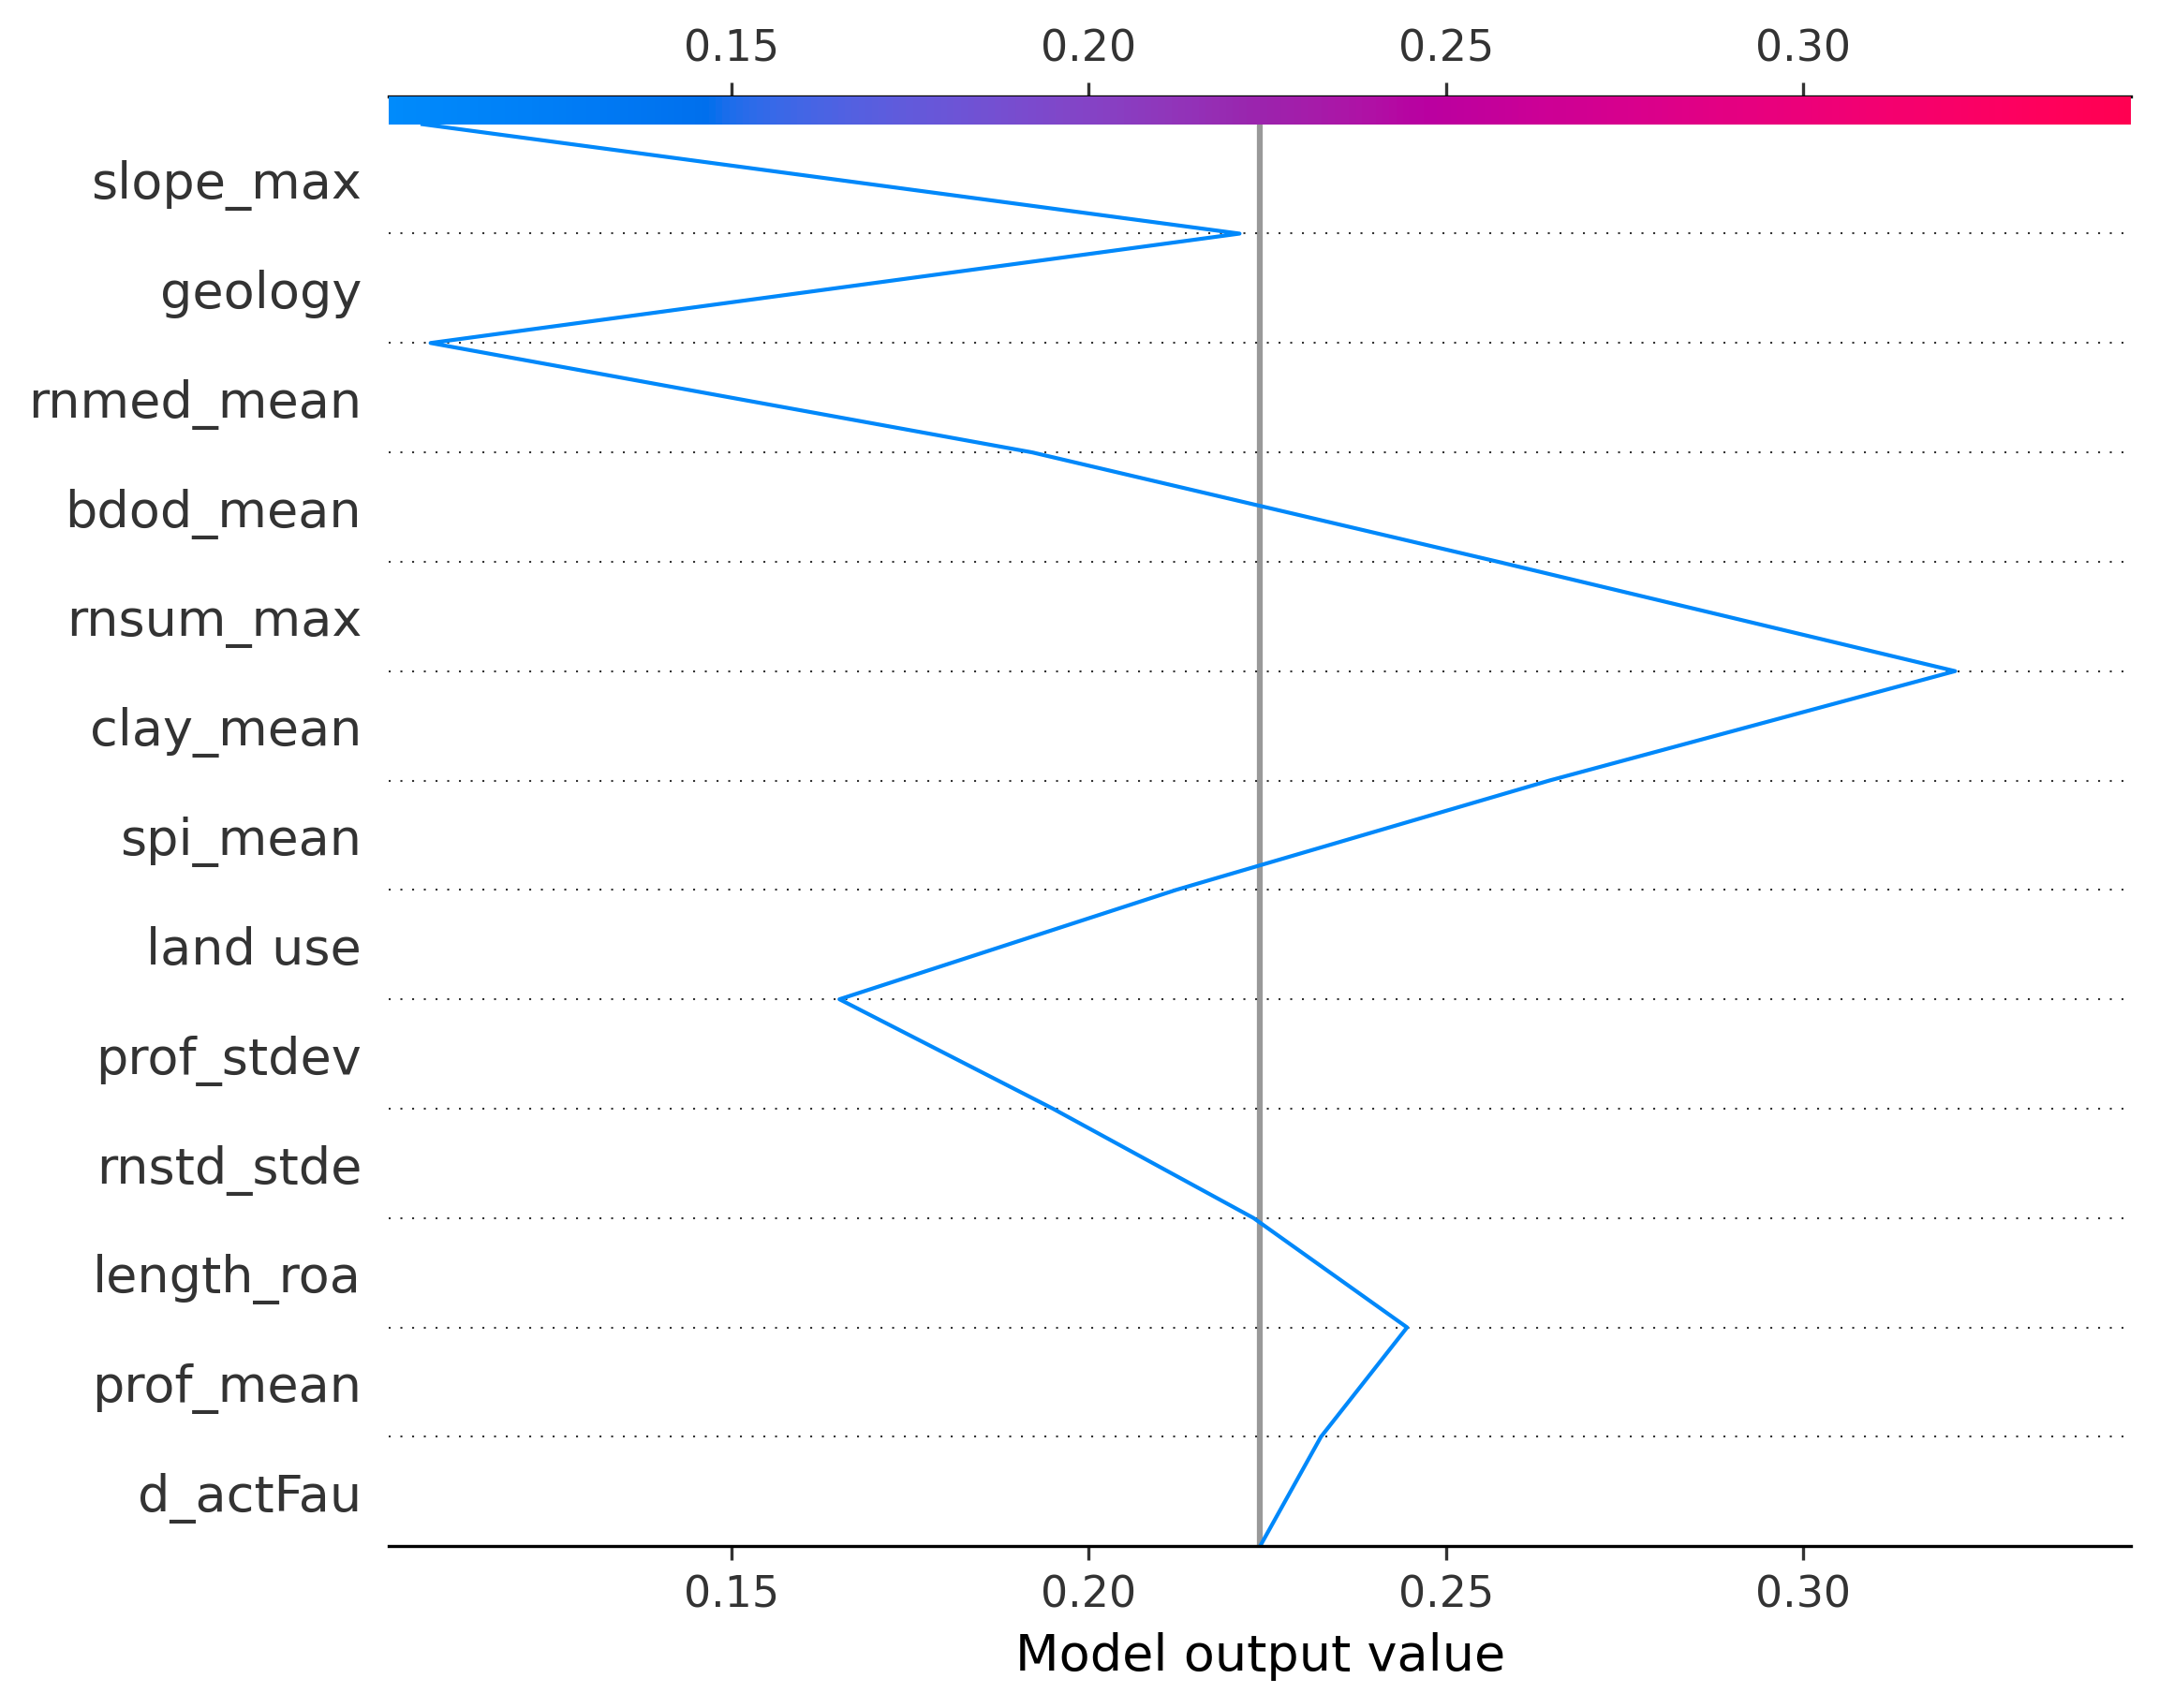 0.15 0.20 0.25 0.30
slope_max
geology
rnmed_mean
bdod_mean
rnsum_max
clay_mean
spi_mean
land use
prof_stdev
rnstd_stde
length_roa
prof_mean
d_actFau
0.15 0.20 0.25 0.30
Model output value